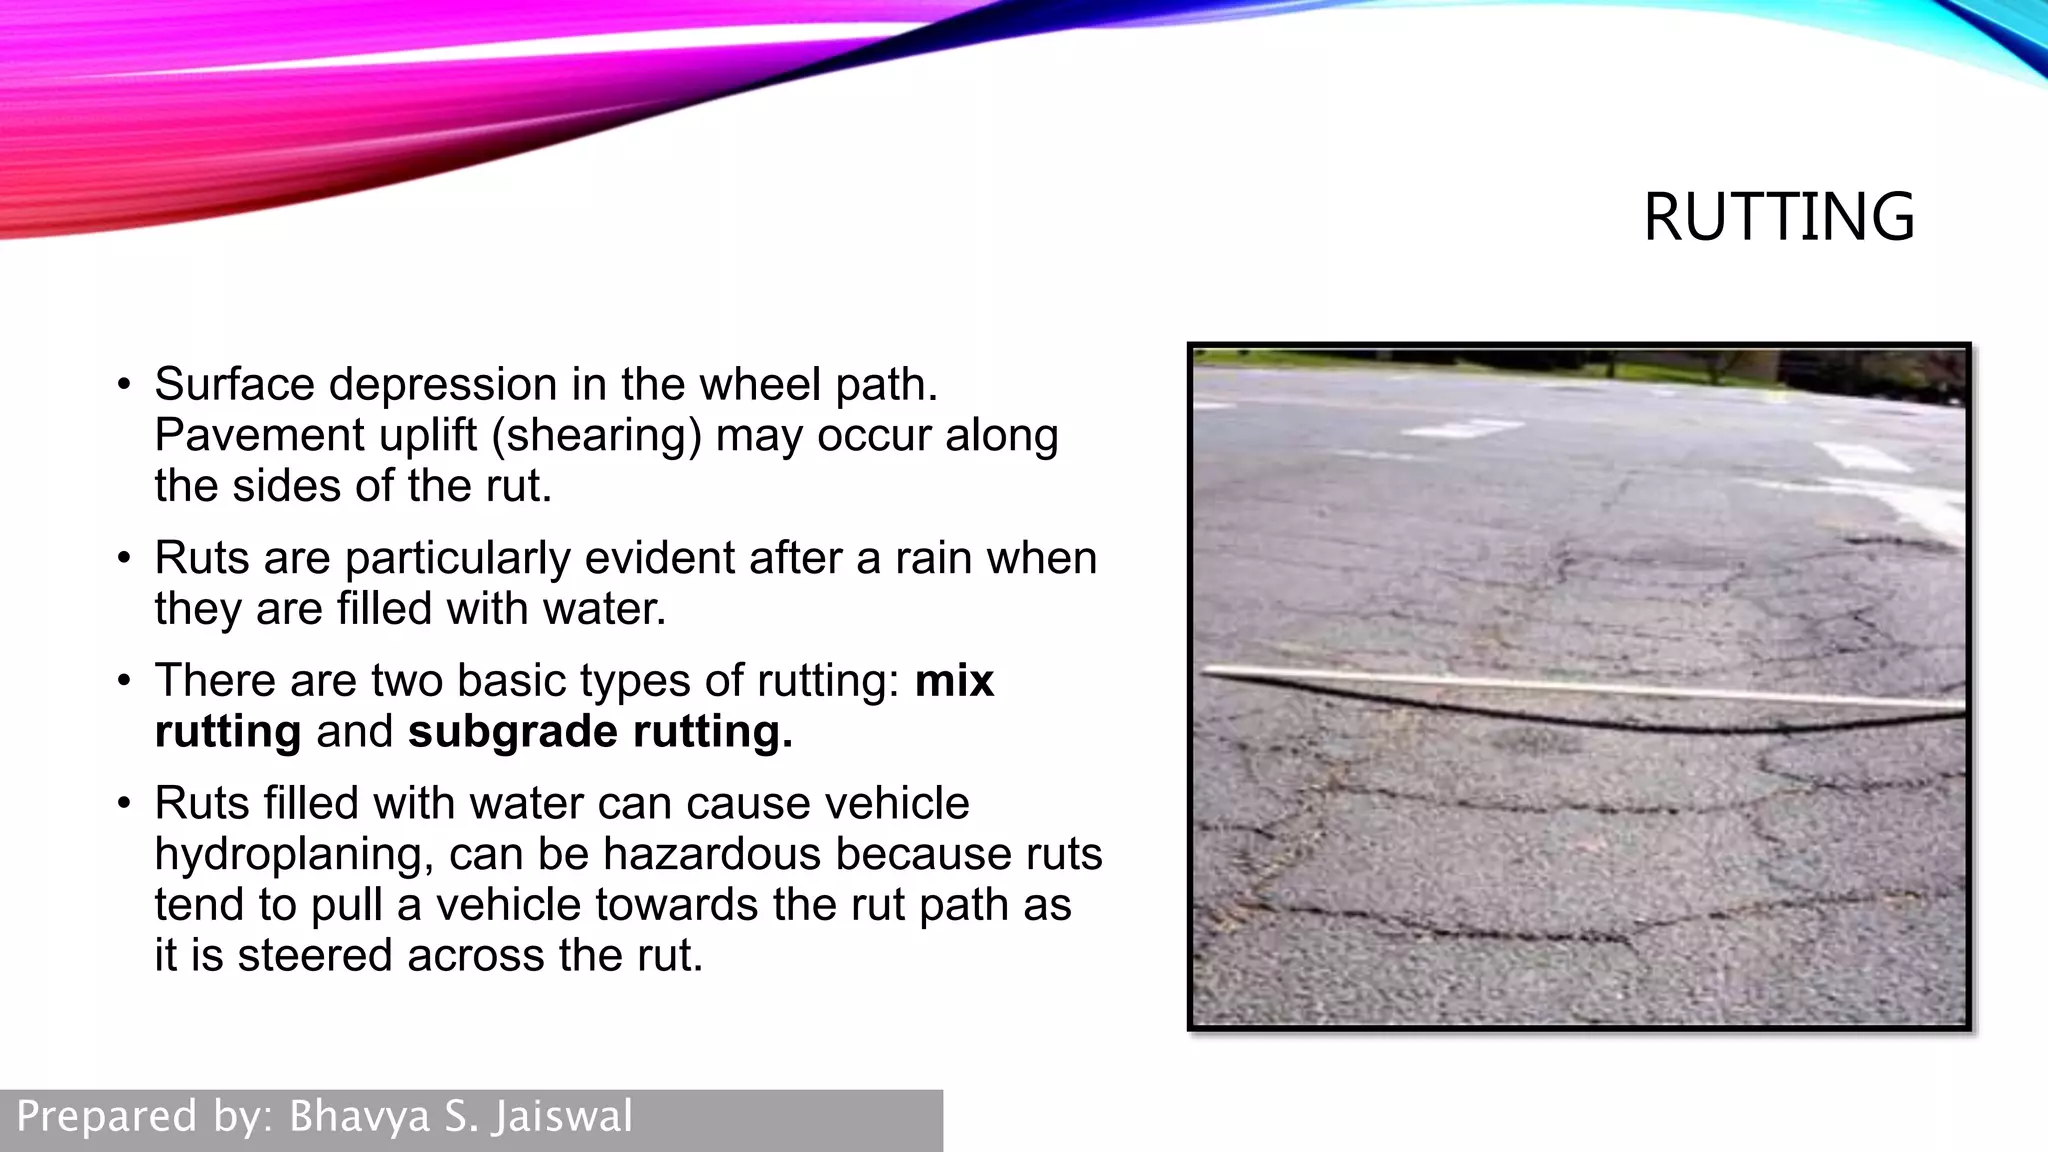 RUTTING
• Surface depression in the wheel path.
Pavement uplift (shearing) may occur along
the sides of the rut.
• Ruts are particularly evident after a rain when
they are filled with water.
• There are two basic types of rutting: mix
rutting and subgrade rutting.
• Ruts filled with water can cause vehicle
hydroplaning, can be hazardous because ruts
tend to pull a vehicle towards the rut path as
it is steered across the rut.
Prepared by: Bhavya S. Jaiswal